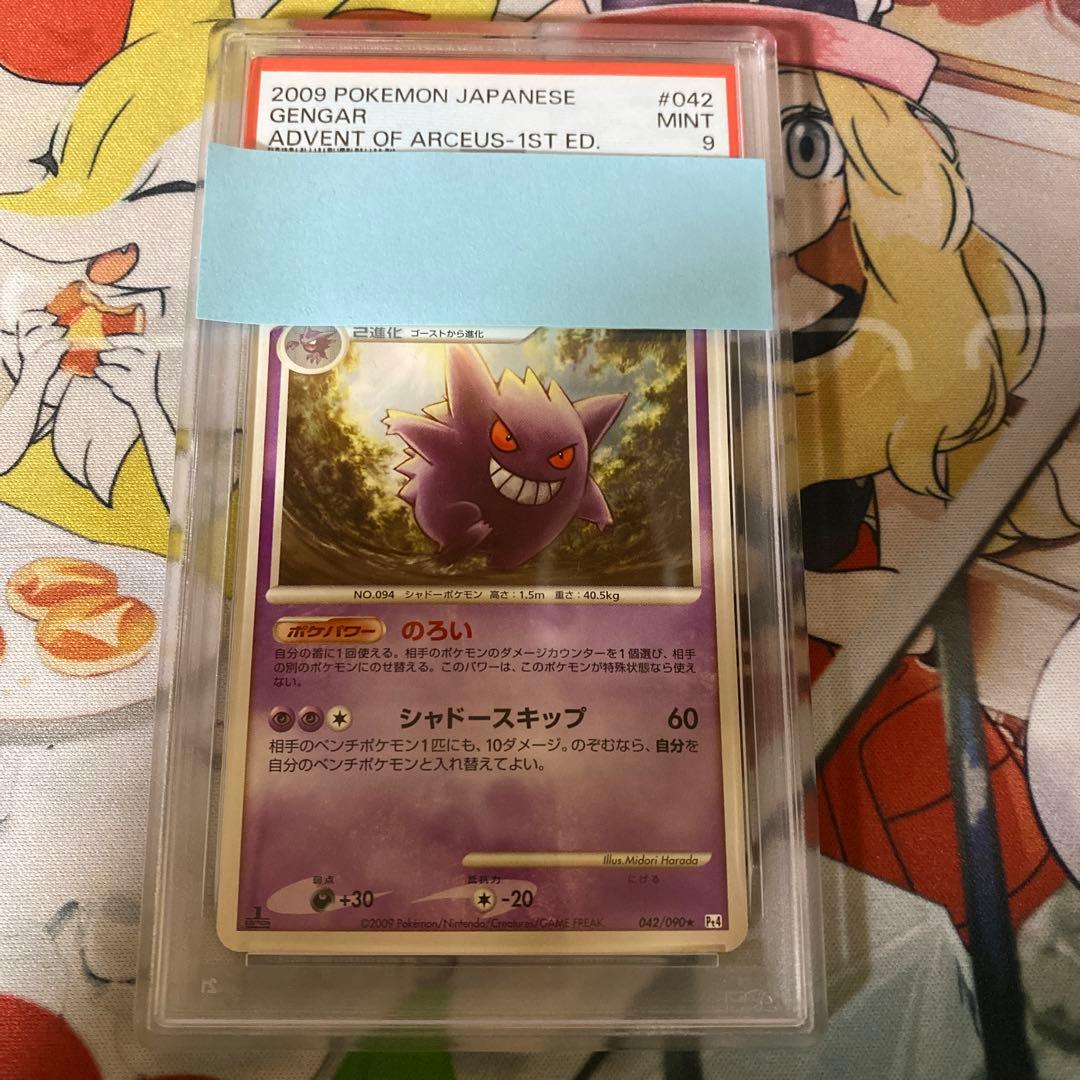 2009 POKEMON JAPANESE #042
GENGAR MINT
ADVENT OF ARCEUS-1ST ED. 9
進化 ゴーストから進化
NO.094 シャドーポケモン 高さ:1.5m 重さ:40.5kg
ポケパワー のろい
自分の番に1回使える。相手のポケモンのダメージカウンターを1個選び、相手
の別のポケモンにのせ替える。このパワーは、このポケモンが特殊状態なら使え
ない。
シャドースキップ 60
相手のベンチポケモン1匹にも、10ダメージ。のぞむなら、自分を
自分のベンチポケモンと入れ替えてよい。
Illus.Midori Harada
弱点 抵抗力 にげる
+30 -20
1
©2009 Pokémon/Nintendo/Creatures/GAME FREAK. 042/090★ Pt4